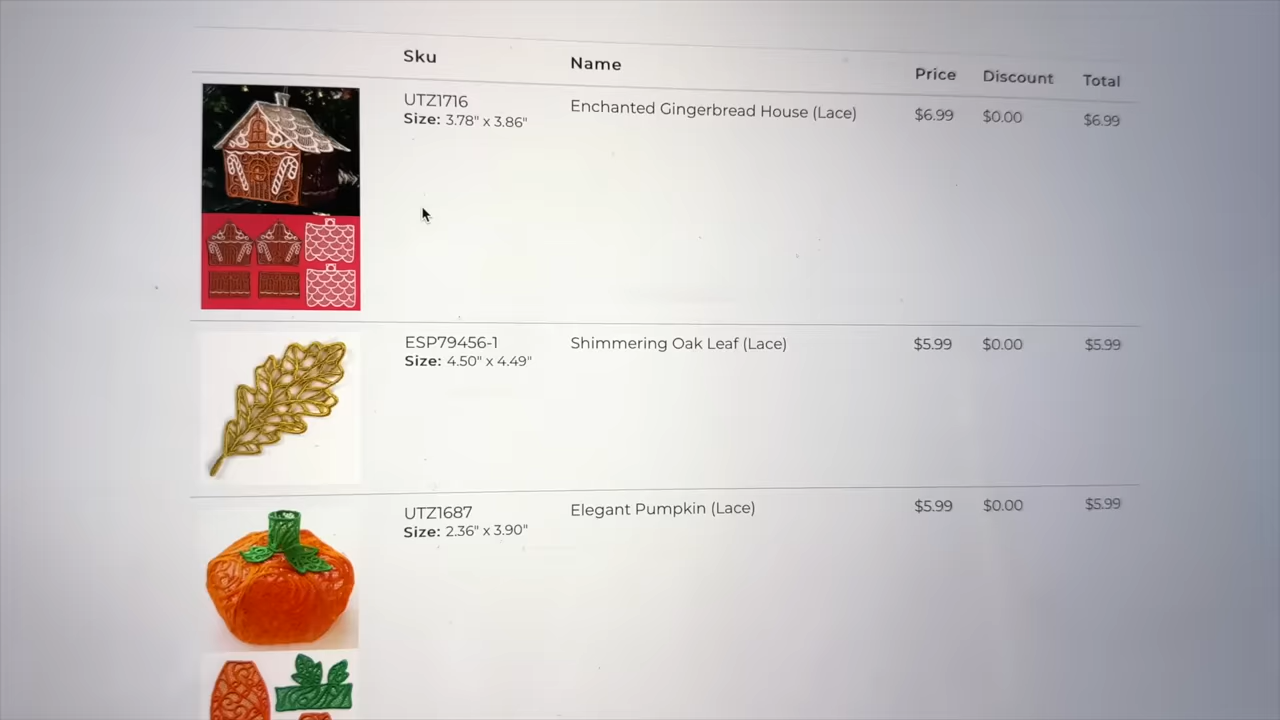 Sku Name Price Discount Total
UTZ1716 Enchanted Gingerbread House (Lace) $6.99 $0.00 $6.99
Size: 3.78" x 3.86"
ESP79456-1 Shimmering Oak Leaf (Lace) $5.99 $0.00 $5.99
Size: 4.50" x 4.49"
UTZ1687 Elegant Pumpkin (Lace) $5.99 $0.00 $5.99
Size: 2.36" x 3.90"